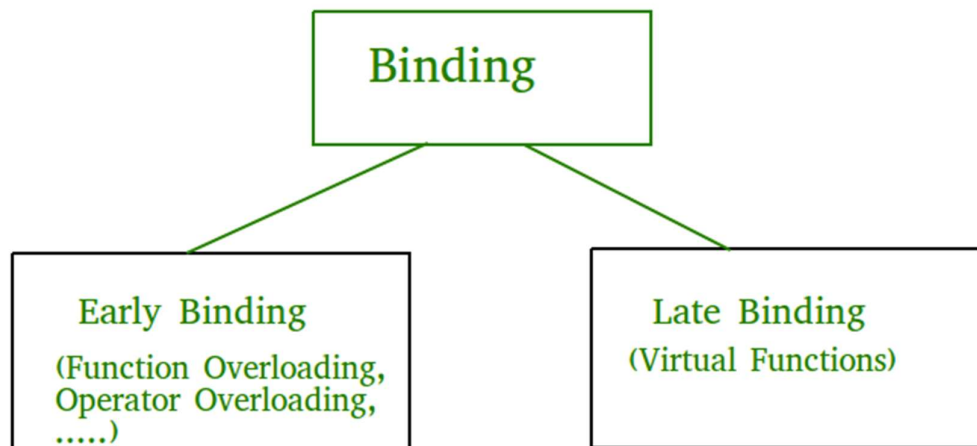 Binding
Early Binding
(Function Overloading,
Operator Overloading,
.....)
Late Binding
(Virtual Functions)